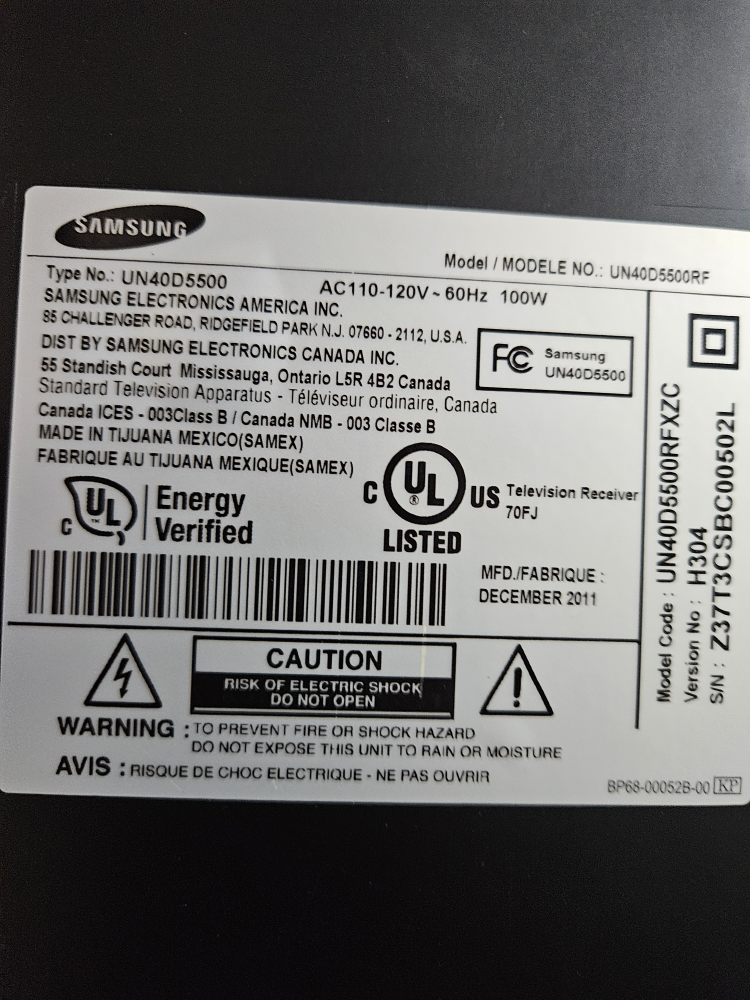 SAMSUNG
Model / MODELE NO.: UN40D5500RF
Type No.: UN40D5500
AC110-120V ~ 60Hz 100W
SAMSUNG ELECTRONICS AMERICA INC.
85 CHALLENGER ROAD, RIDGEFIELD PARK N.J. 07660 - 2112, U.S.A.
DIST BY SAMSUNG ELECTRONICS CANADA INC.
55 Standish Court Mississauga, Ontario L5R 4B2 Canada
Standard Television Apparatus - Téléviseur ordinaire, Canada
Canada ICES - 003Class B / Canada NMB - 003 Classe B
MADE IN TIJUANA MEXICO(SAMEX)
FABRIQUE AU TIJUANA MEXIQUE(SAMEX)
FC Samsung
UN40D5500
C UL ™ Energy
Verified
C UL ® US
LISTED
Television Receiver
70FJ
MFD./FABRIQUE :
DECEMBER 2011
CAUTION
RISK OF ELECTRIC SHOCK
DO NOT OPEN
WARNING : TO PREVENT FIRE OR SHOCK HAZARD
DO NOT EXPOSE THIS UNIT TO RAIN OR MOISTURE
AVIS : RISQUE DE CHOC ELECTRIQUE - NE PAS OUVRIR
Model Code : UN40D5500RFXZC
Version No : H304
S/N : Z37T3CSBC00502L
BP68-00052B-00 KP